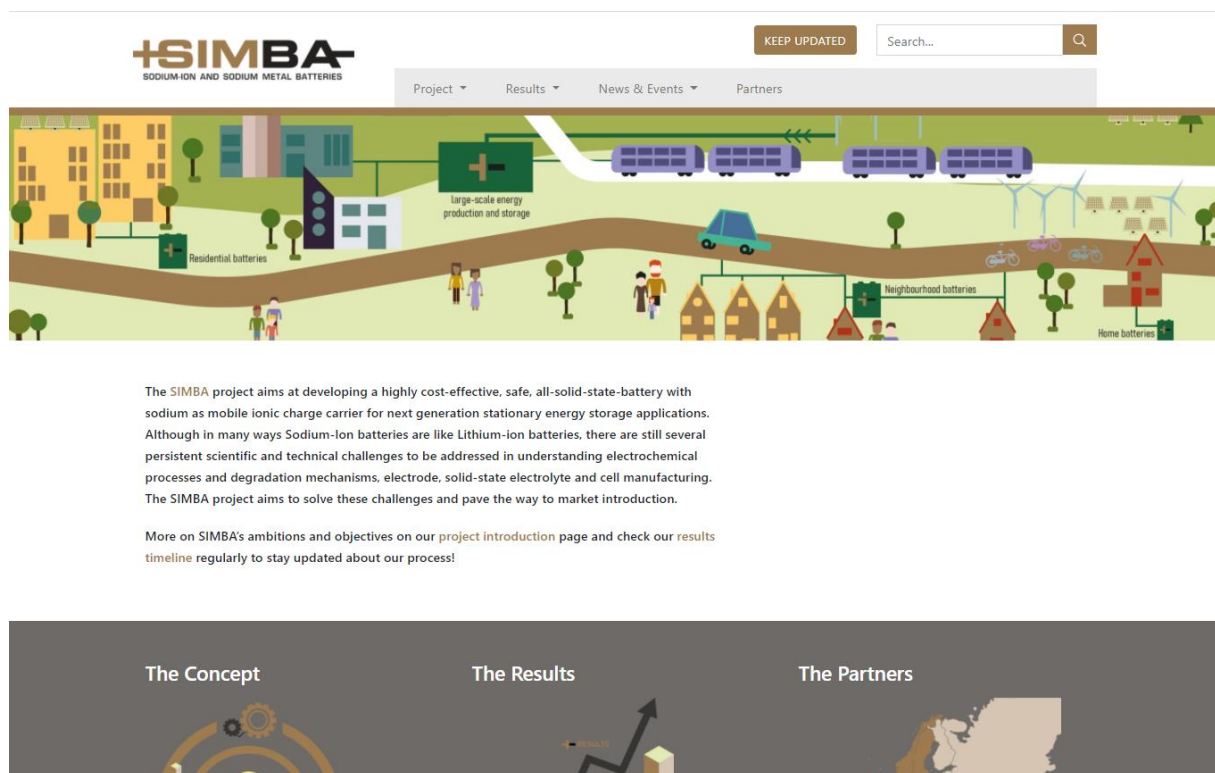 SIMBA
SODIUM-ION AND SODIUM METAL BATTERIES
KEEP UPDATED
Search...
Project
Results
News & Events
Partners
large-scale energy
production and storage
Residential batteries
Neighbourhood batteries
Home batteries
The SIMBA project aims at developing a highly cost-effective, safe, all-solid-state-battery with
sodium as mobile ionic charge carrier for next generation stationary energy storage applications.
Although in many ways Sodium-Ion batteries are like Lithium-ion batteries, there are still several
persistent scientific and technical challenges to be addressed in understanding electrochemical
processes and degradation mechanisms, electrode, solid-state electrolyte and cell manufacturing.
The SIMBA project aims to solve these challenges and pave the way to market introduction.
More on SIMBA's ambitions and objectives on our project introduction page and check our results
timeline regularly to stay updated about our process!
The Concept
The Results
The Partners
RESULTS